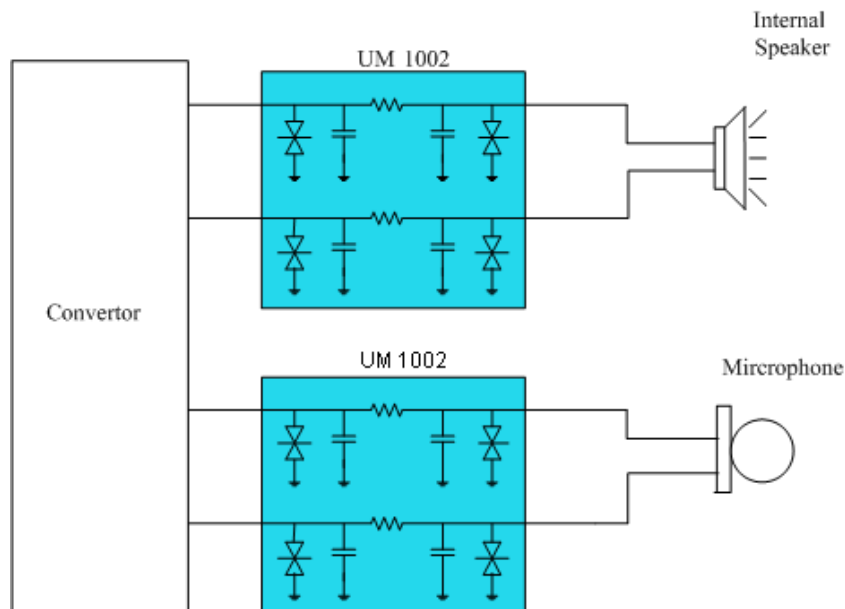 Internal
Speaker
UM 1002
Convertor
UM 1002
Mircrophone